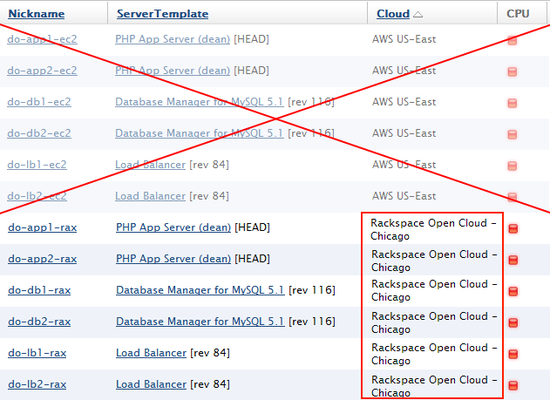 Nickname ServerTemplate Cloud CPU
do-app1-ec2 PHP App Server (dean) [HEAD] AWS US-East
do-app2-ec2 PHP App Server (dean) [HEAD] AWS US-East
do-db1-ec2 Database Manager for MySQL 5.1 [rev 116] AWS US-East
do-db2-ec2 Database Manager for MySQL 5.1 [rev 116] AWS US-East
do-lb1-ec2 Load Balancer [rev 84] AWS US-East
do-lb2-ec2 Load Balancer [rev 84] AWS US-East
do-app1-rax PHP App Server (dean) [HEAD] Rackspace Open Cloud -
Chicago
do-app2-rax PHP App Server (dean) [HEAD] Rackspace Open Cloud -
Chicago
do-db1-rax Database Manager for MySQL 5.1 [rev 116] Rackspace Open Cloud -
Chicago
do-db2-rax Database Manager for MySQL 5.1 [rev 116] Rackspace Open Cloud -
Chicago
do-lb1-rax Load Balancer [rev 84] Rackspace Open Cloud -
Chicago
do-lb2-rax Load Balancer [rev 84] Rackspace Open Cloud -
Chicago